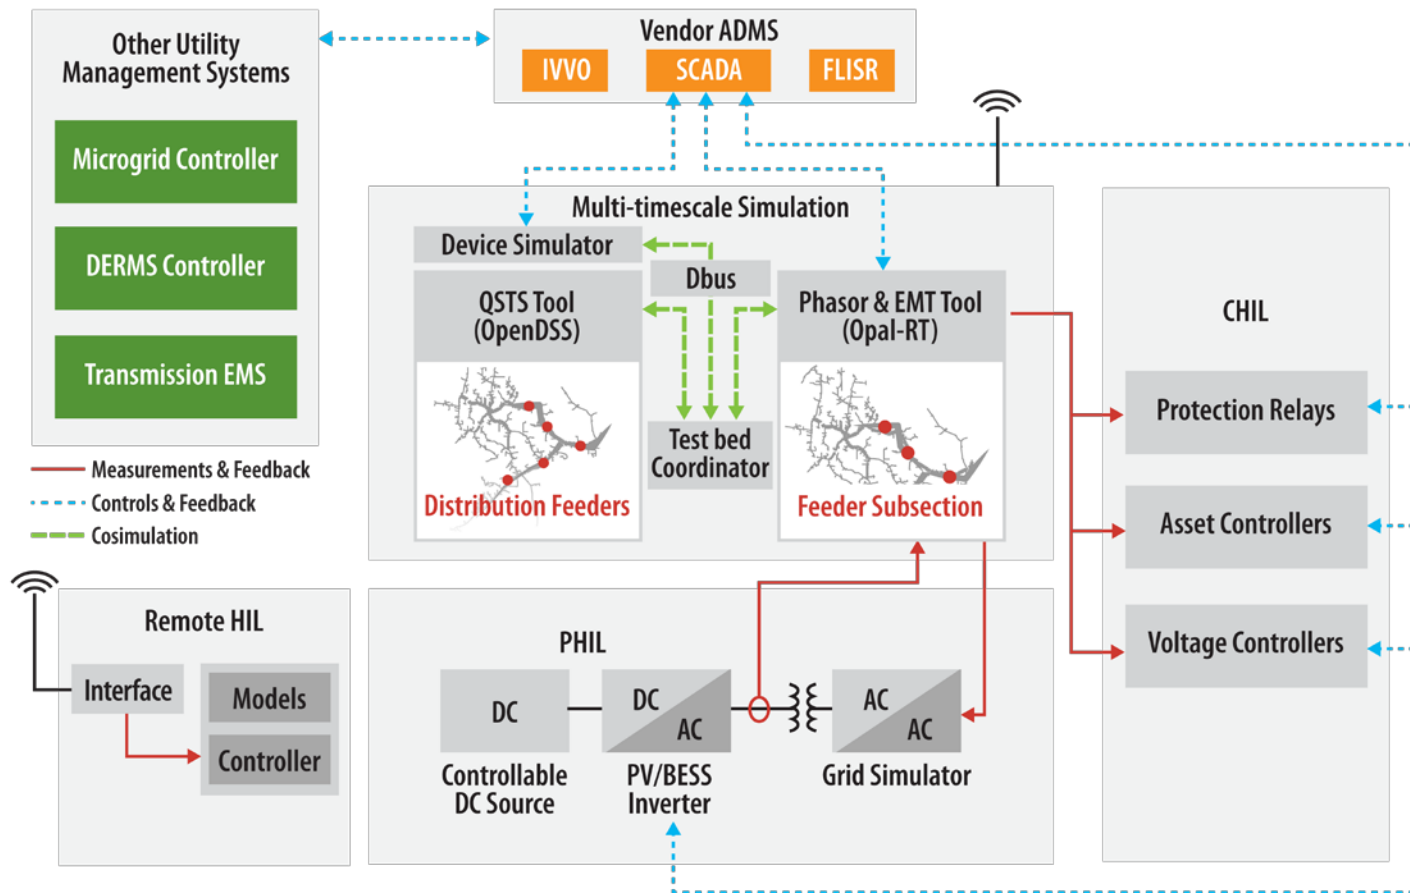 Other Utility
Management Systems
Microgrid Controller
DERMS Controller
Transmission EMS
Vendor ADMS
IVVO
SCADA
FLISR
Multi-timescale Simulation
Device Simulator
QSTS Tool
(OpenDSS)
Distribution Feeders
Dbus
Test bed
Coordinator
Phasor & EMT Tool
(Opal-RT)
Feeder Subsection
CHIL
Protection Relays
Asset Controllers
Voltage Controllers
Measurements & Feedback
Controls & Feedback
Cosimulation
Remote HIL
Interface
Models
Controller
PHIL
DC
Controllable
DC Source
DC
AC
PV/BESS
Inverter
AC
AC
Grid Simulator